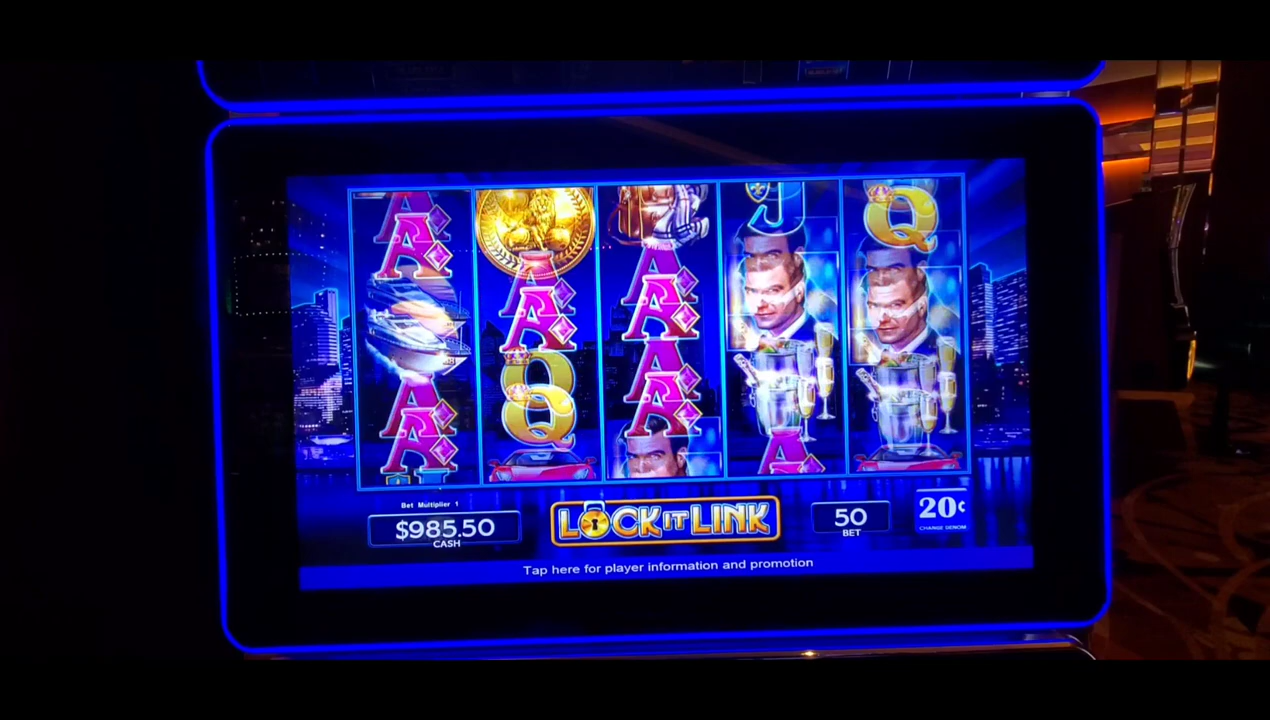 Bet Multiplier 1
$985.50
CASH
LOCK IT LINK
50
BET
20¢
CHANGE DENOM
Tap here for player information and promotion
A
J
Q
A
A
A
Q
A
A
A